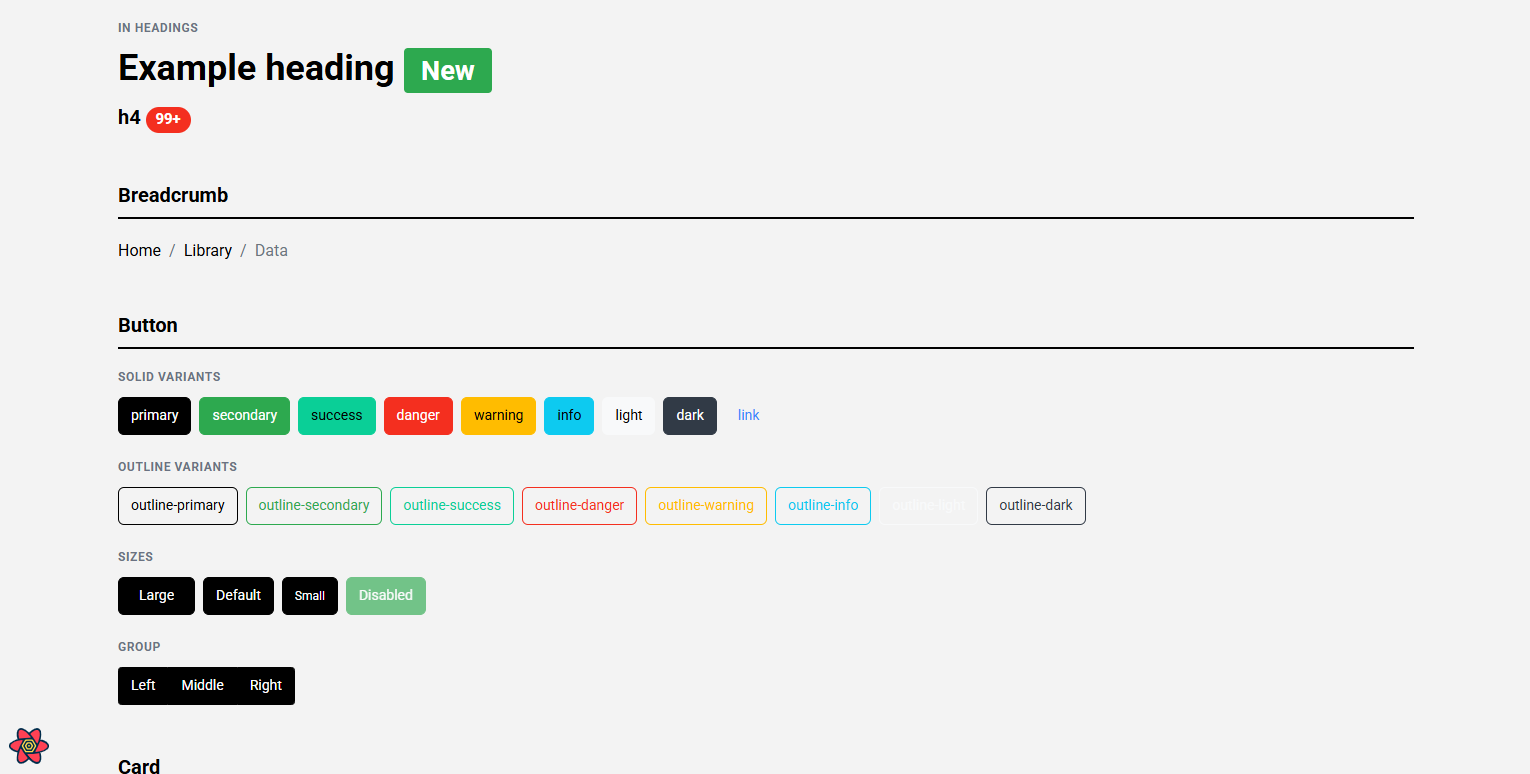 IN HEADINGS
Example heading New
h4 99+
Breadcrumb
Home / Library / Data
Button
SOLID VARIANTS
primary secondary success danger warning info light dark link
OUTLINE VARIANTS
outline-primary outline-secondary outline-success outline-danger outline-warning outline-info outline-light outline-dark
SIZES
Large Default Small Disabled
GROUP
Left Middle Right
Card